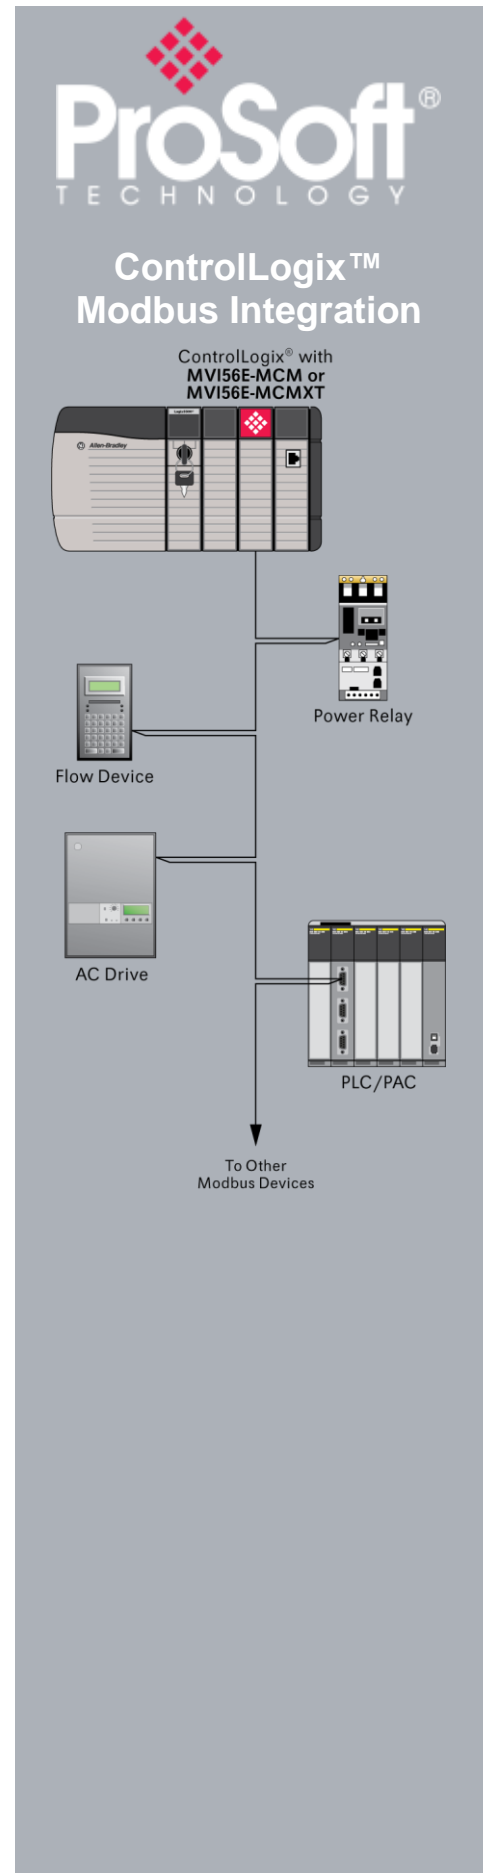 ProSoft®
TECHNOLOGY
ControlLogix™
Modbus Integration
ControlLogix® with
MVI56E-MCM or
MVI56E-MCMXT
Allen-Bradley
Power Relay
Flow Device
AC Drive
PLC/PAC
To Other
Modbus Devices